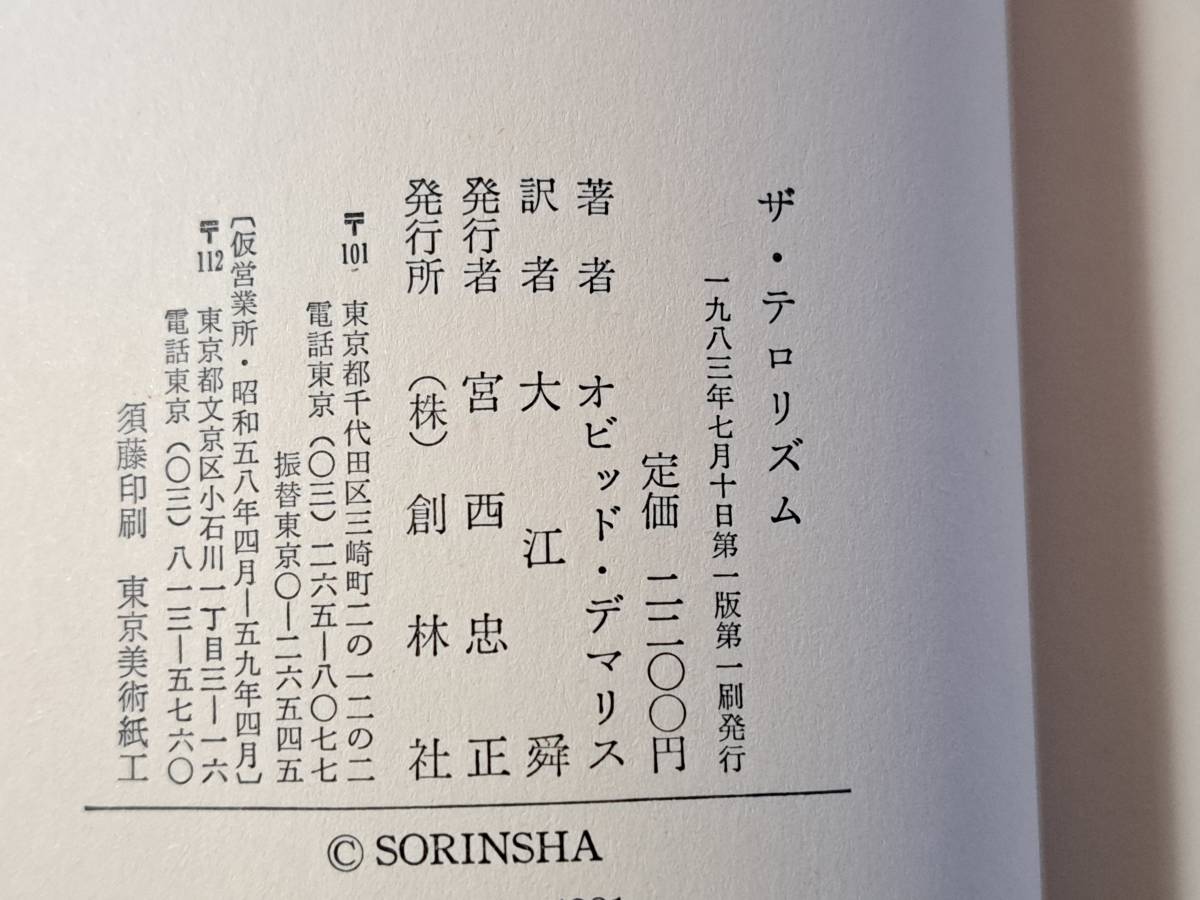 ザ・テロリズム
一九八三年七月十日第一版第一刷発行
定価 二二〇〇円
著者 オビッド・デマリス
訳者 大江舜
発行者 宮西忠正
発行所 (株)創林社
〒101 東京都千代田区三崎町二の一二の二
電話東京(〇三)二六五―八〇七七
振替東京〇―二六五四五
〔仮営業所・昭和五八年四月―五九年四月〕
〒112 東京都文京区小石川一丁目三―一六
電話東京(〇三)八一三―五七六〇
須藤印刷 東京美術紙工
© SORINSHA